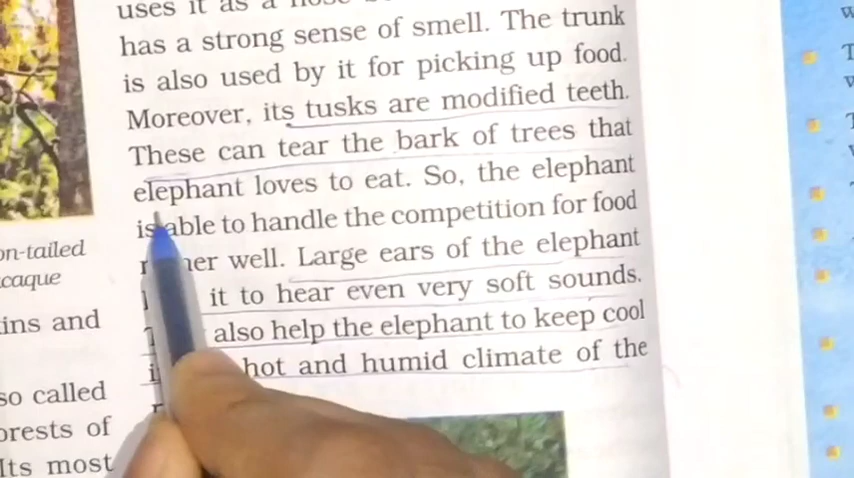 uses it as a
has a strong sense of smell. The trunk
is also used by it for picking up food.
Moreover, its tusks are modified teeth.
These can tear the bark of trees that
elephant loves to eat. So, the elephant
is able to handle the competition for food
well. Large ears of the elephant
it to hear even very soft sounds.
also help the elephant to keep cool
hot and humid climate of the
on-tailed
caque
ins and
so called
orests of
Its most